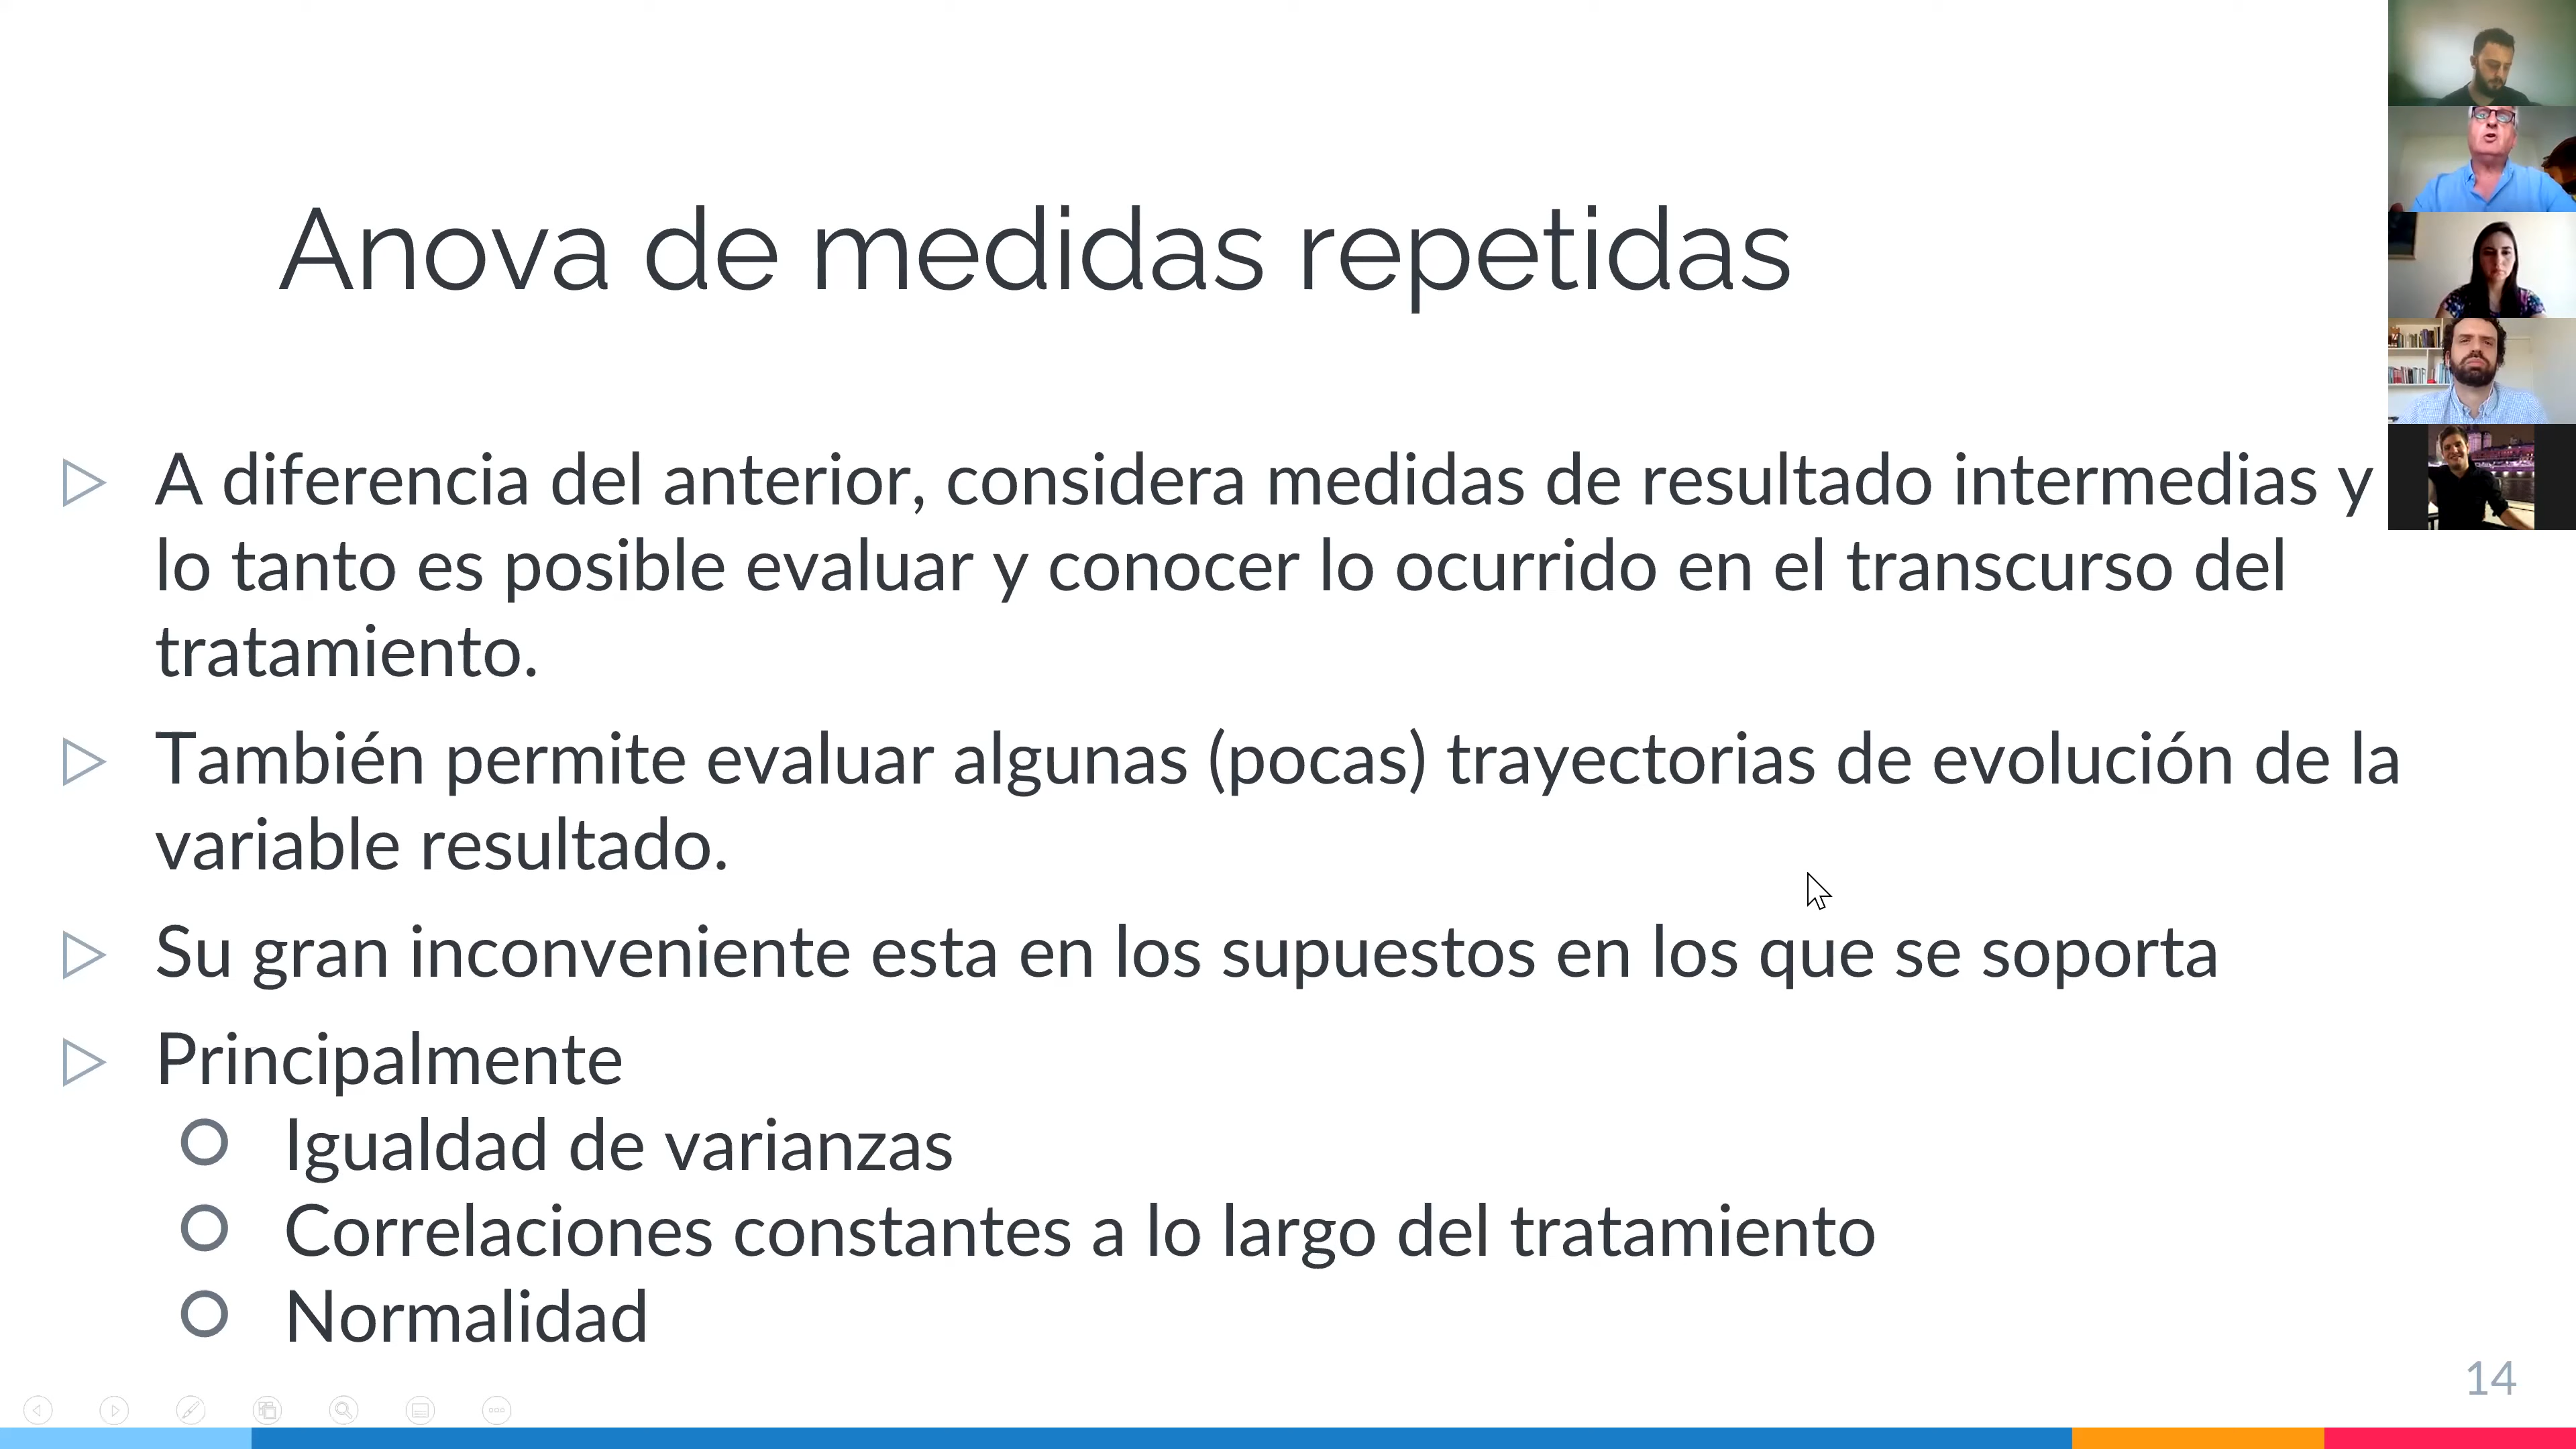 Anova de medidas repetidas
A diferencia del anterior, considera medidas de resultado intermedias y
lo tanto es posible evaluar y conocer lo ocurrido en el transcurso del
tratamiento.
También permite evaluar algunas (pocas) trayectorias de evolución de la
variable resultado.
Su gran inconveniente esta en los supuestos en los que se soporta
Principalmente
Igualdad de varianzas
Correlaciones constantes a lo largo del tratamiento
Normalidad
14